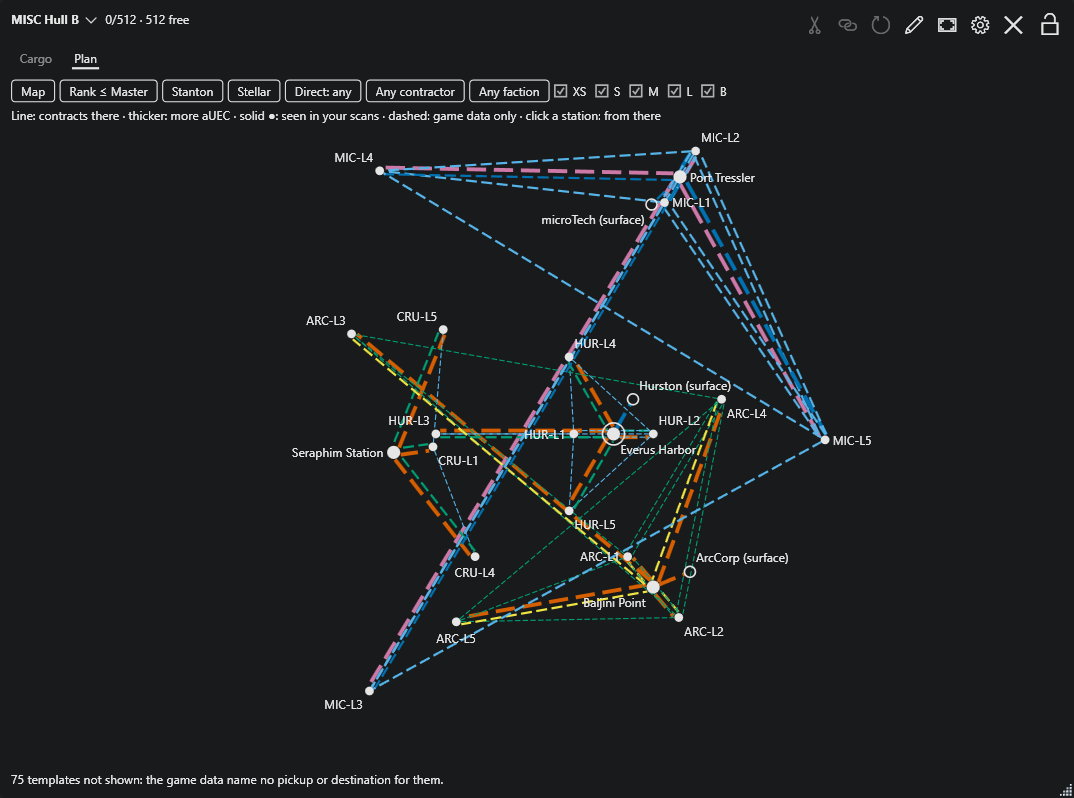 MISC Hull B 0/512 · 512 free
Cargo Plan
Map Rank ≤ Master Stanton Stellar Direct: any Any contractor Any faction XS S M L B
Line: contracts there · thicker: more aUEC · solid ●: seen in your scans · dashed: game data only · click a station: from there
MIC-L2
MIC-L4
Port Tressler
MIC-L1
microTech (surface)
CRU-L5
ARC-L3
HUR-L4
Hurston (surface)
ARC-L4
HUR-L3
HUR-L2
HUR-L1
MIC-L5
Everus Harbor
Seraphim Station
CRU-L1
HUR-L5
ARC-L1
ArcCorp (surface)
CRU-L4
Baijini Point
ARC-L2
ARC-L5
MIC-L3
75 templates not shown: the game data name no pickup or destination for them.